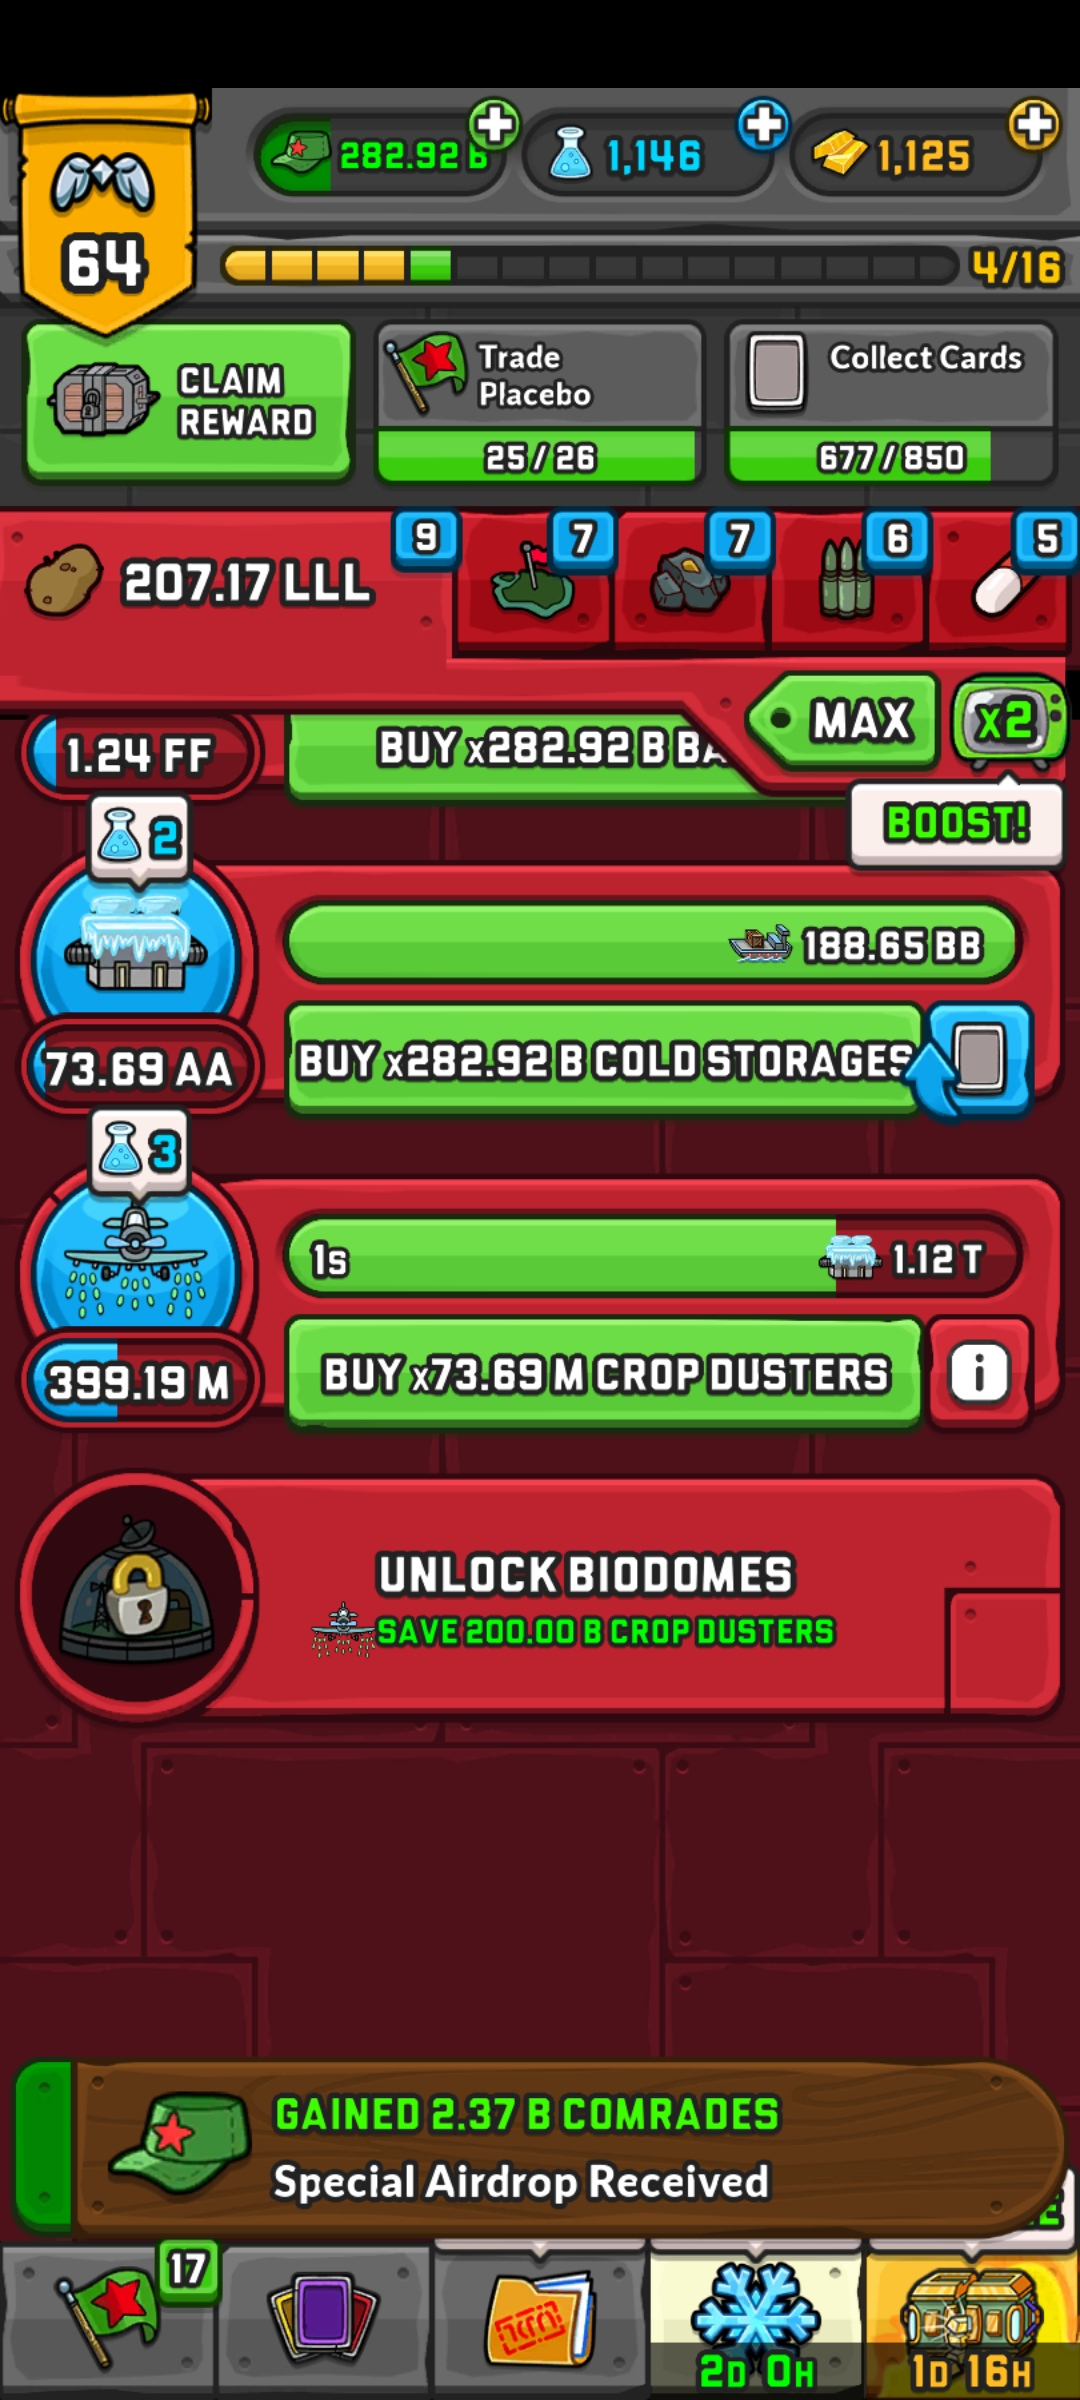 282.92 B
1,146
1,125
64
4/16
CLAIM
REWARD
Trade
Placebo
25 / 26
Collect Cards
677 / 850
207.17 LLL
9
7
7
6
5
MAX
x2
BOOST!
1.24 FF
BUY x282.92 B BA
2
188.65 BB
73.69 AA
BUY x282.92 B COLD STORAGES
3
1s
1.12 T
399.19 M
BUY x73.69 M CROP DUSTERS
i
UNLOCK BIODOMES
SAVE 200.00 B CROP DUSTERS
GAINED 2.37 B COMRADES
Special Airdrop Received
17
2D 0H
1D 16H